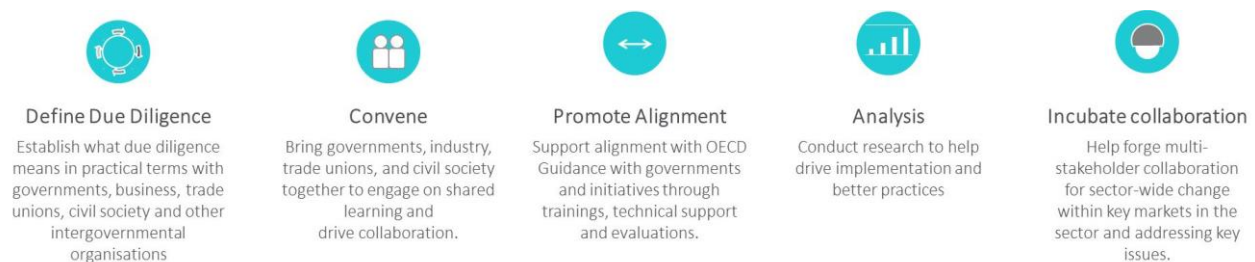 Define Due Diligence
Establish what due diligence
means in practical terms with
governments, business, trade
unions, civil society and other
intergovernmental
organisations
Convene
Bring governments, industry,
trade unions, and civil society
together to engage on shared
learning and
drive collaboration.
Promote Alignment
Support alignment with OECD
Guidance with governments
and initiatives through
trainings, technical support
and evaluations.
Analysis
Conduct research to help
drive implementation and
better practices
Incubate collaboration
Help forge multi-
stakeholder collaboration
for sector-wide change
within key markets in the
sector and addressing key
issues.